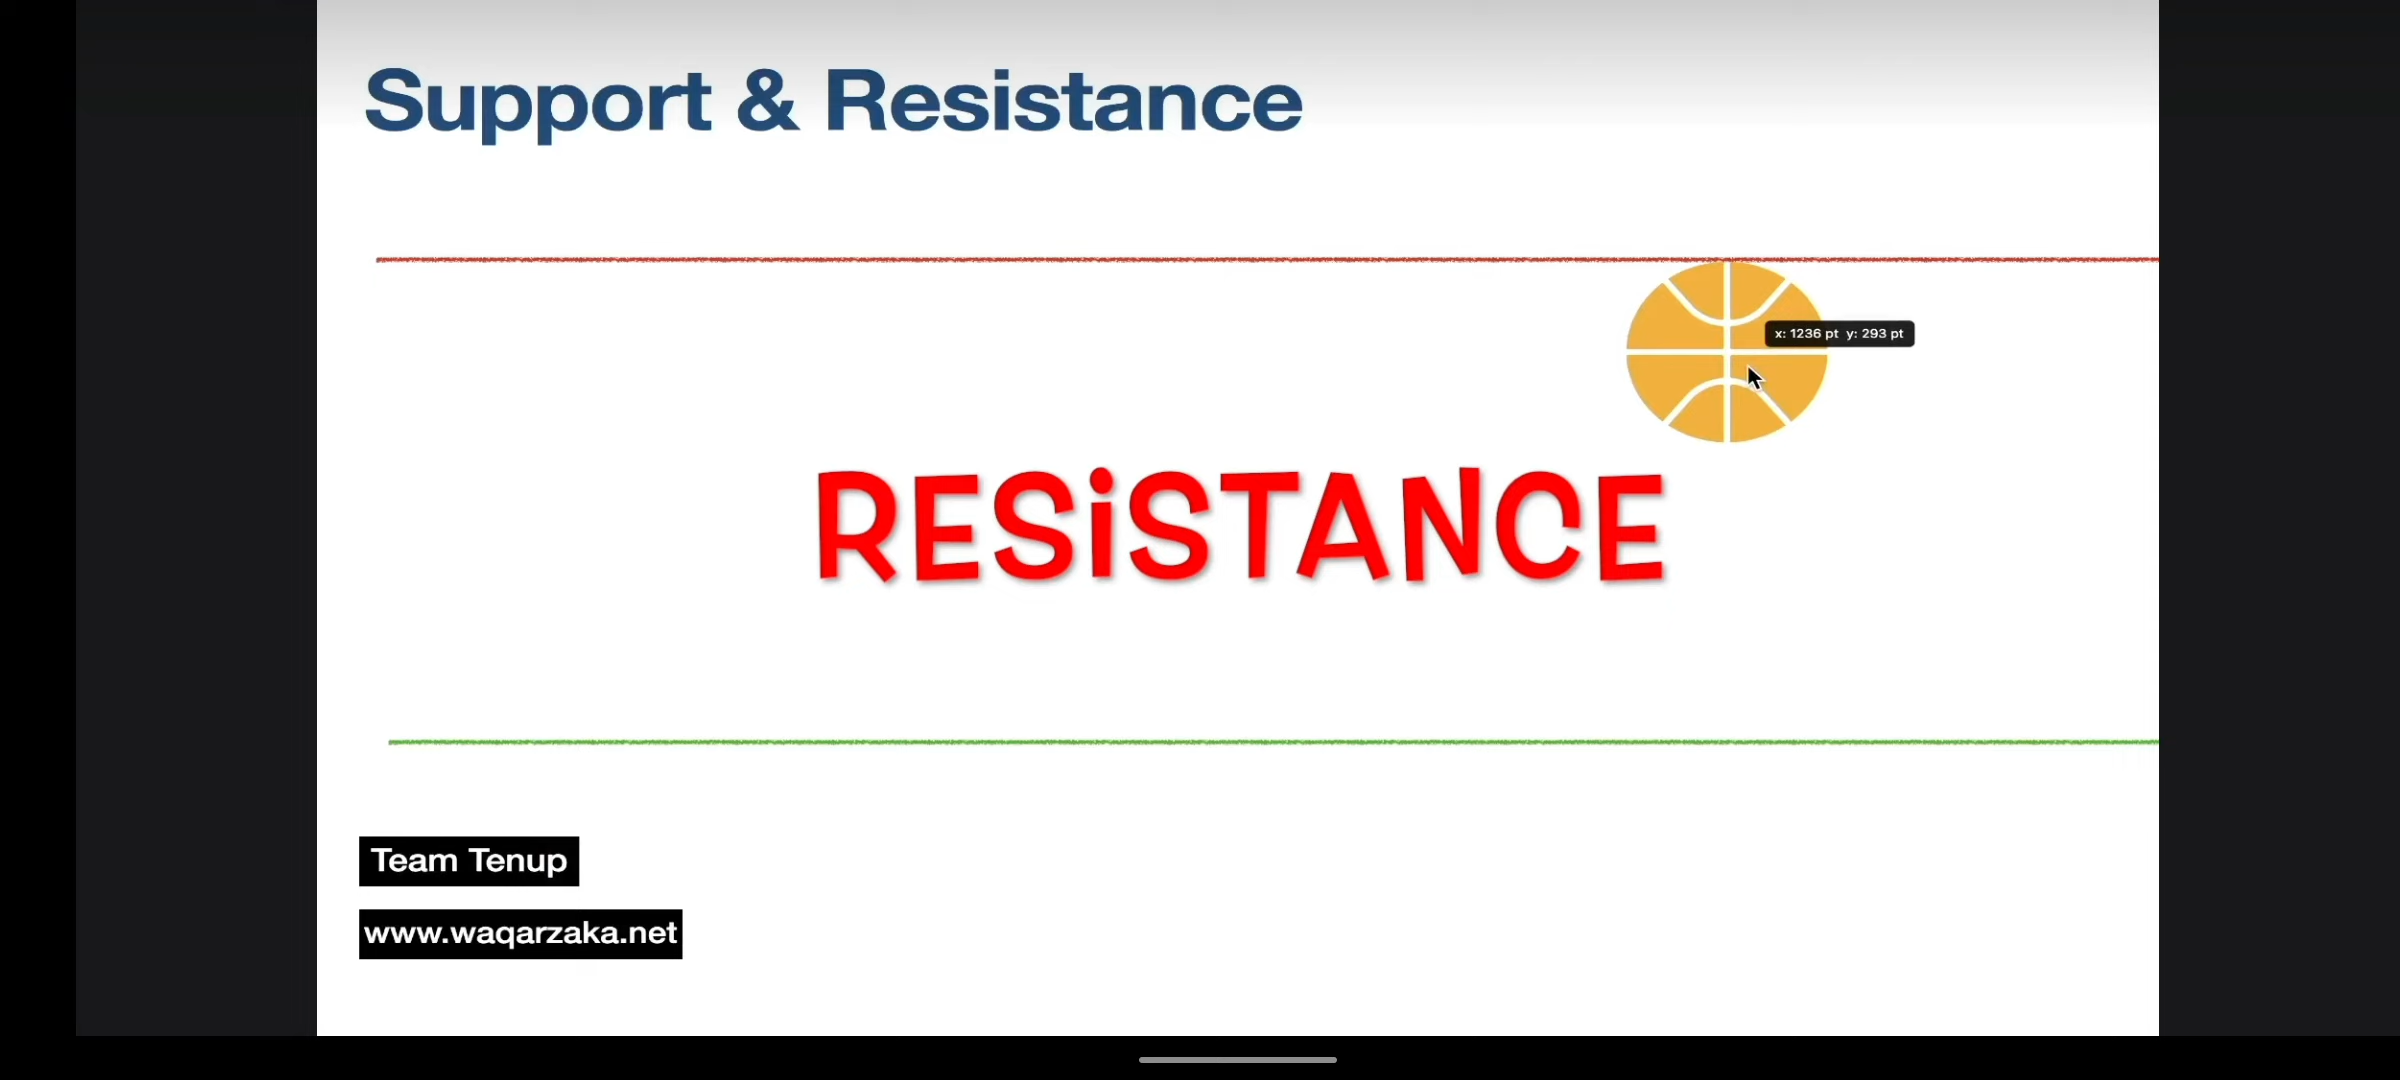 Support & Resistance
x: 1236 pt y: 293 pt
RESiSTANCE
Team Tenup
www.waqarzaka.net